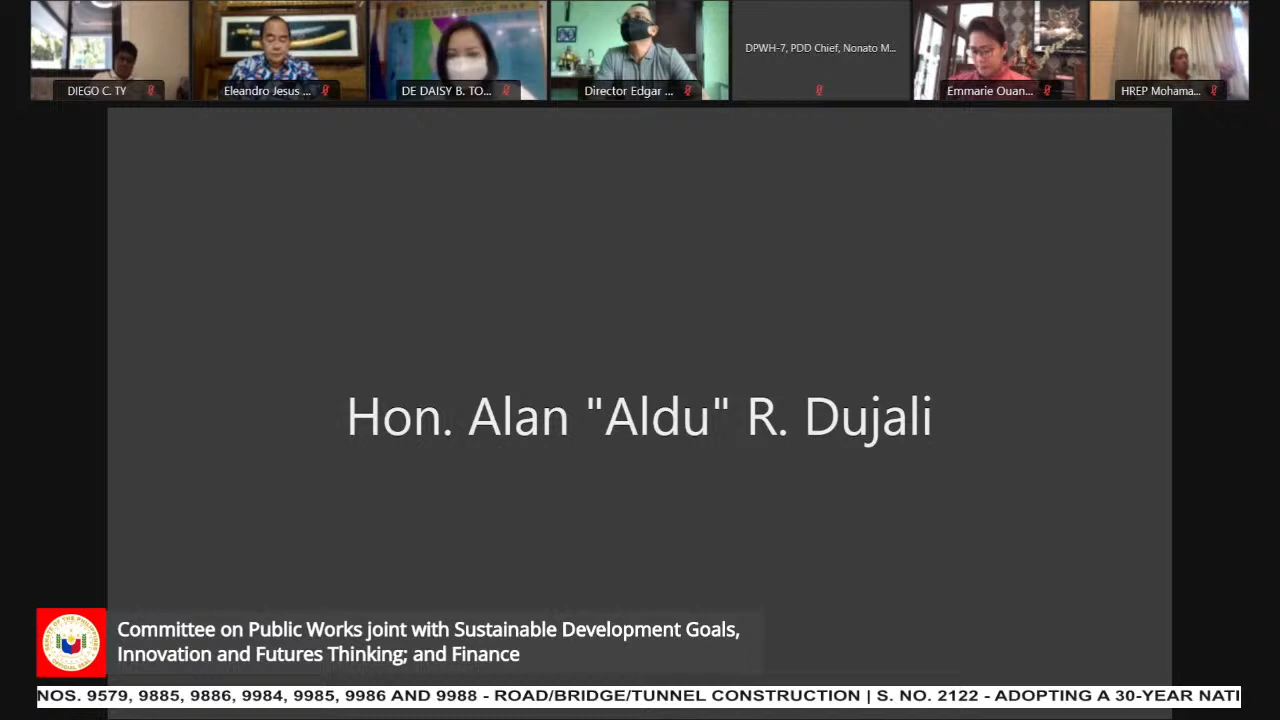 DIEGO C. TY
Eleandro Jesus ...
DE DAISY B. TO...
Director Edgar ...
DPWH-7, PDD Chief, Nonato M...
Emmarie Ouan...
HREP Mohama...
Hon. Alan "Aldu" R. Dujali
Committee on Public Works joint with Sustainable Development Goals,
Innovation and Futures Thinking; and Finance
NOS. 9579, 9885, 9886, 9984, 9985, 9986 AND 9988 - ROAD/BRIDGE/TUNNEL CONSTRUCTION | S. NO. 2122 - ADOPTING A 30-YEAR NATI